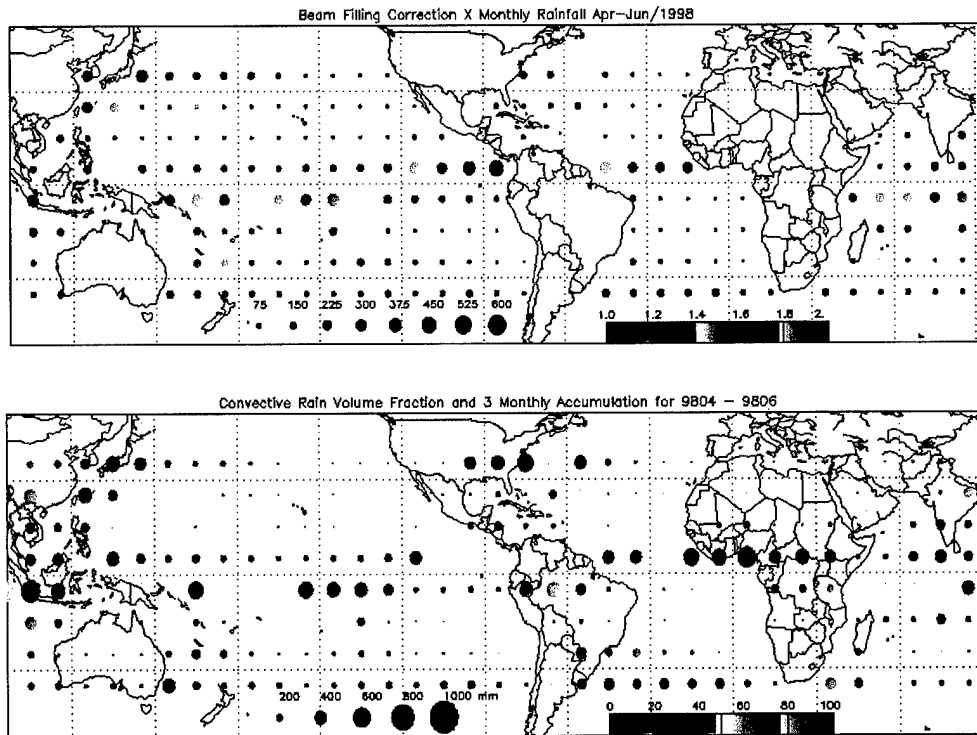 Beam Filling Correction X Monthly Rainfall Apr-Jun/1998
75 150 225 300 375 450 525 600
1.0 1.2 1.4 1.6 1.8 2.
Convective Rain Volume Fraction and 3 Monthly Accumulation for 9804 - 9806
200 400 600 800 1000 mm
0 20 40 60 80 100